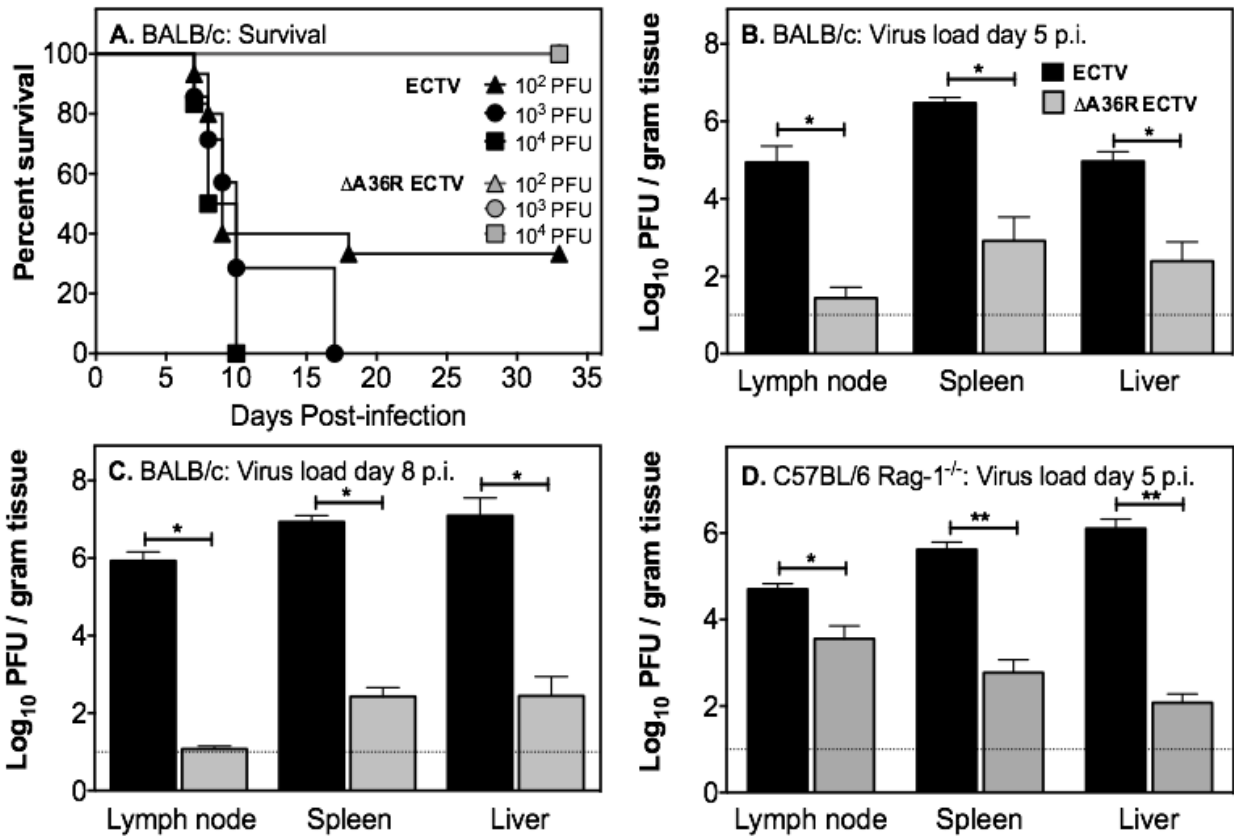 A. BALB/c: Survival
Percent survival
100
80
60
40
20
0
ECTV
10² PFU
10³ PFU
10⁴ PFU
ΔA36R ECTV
10² PFU
10³ PFU
10⁴ PFU
0 5 10 15 20 25 30 35
Days Post-infection
B. BALB/c: Virus load day 5 p.i.
Log₁₀ PFU / gram tissue
8
6
4
2
0
* * *
ECTV
ΔA36R ECTV
Lymph node Spleen Liver
C. BALB/c: Virus load day 8 p.i.
Log₁₀ PFU / gram tissue
8
6
4
2
0
* * *
Lymph node Spleen Liver
D. C57BL/6 Rag-1⁻/⁻: Virus load day 5 p.i.
Log₁₀ PFU / gram tissue
6
4
2
0
* ** **
Lymph node Spleen Liver